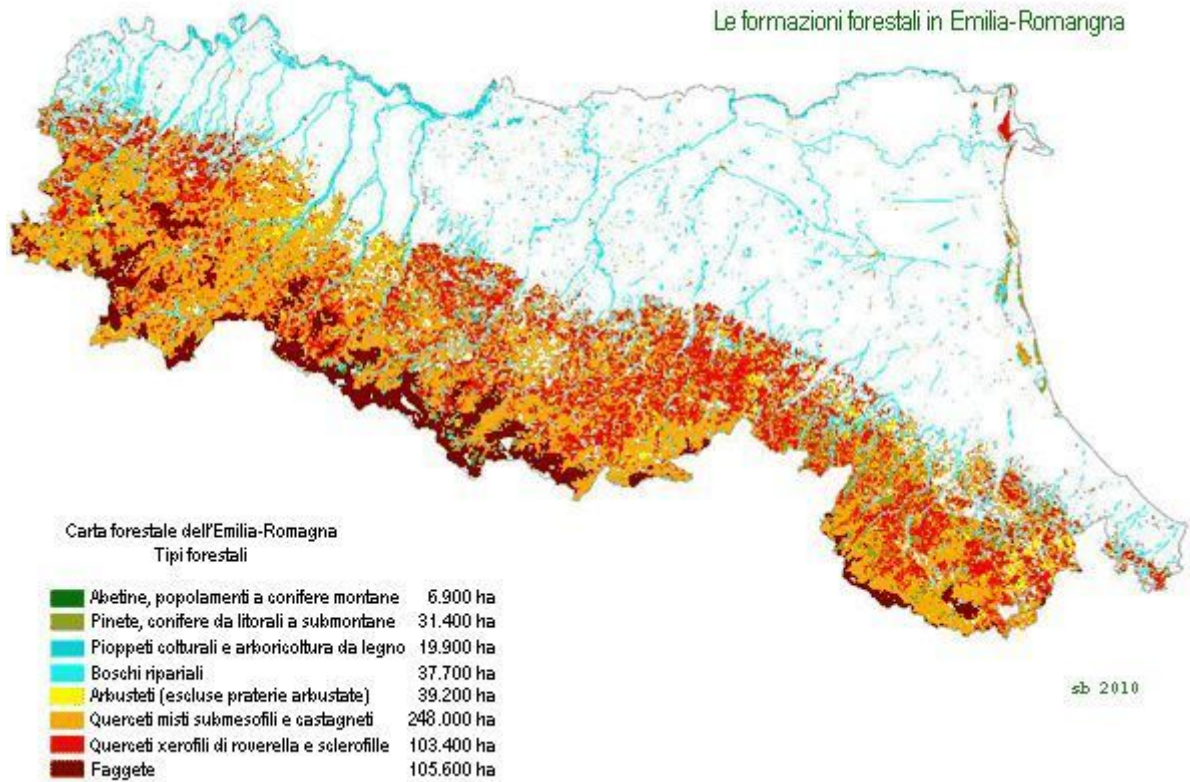 Le formazioni forestali in Emilia-Romangna
Carta forestale dell'Emilia-Romagna
Tipi forestali
Abetine, popolamenti a conifere montane 6.900 ha
Pinete, conifere da litorali a submontane 31.400 ha
Pioppeti colturali e arboricoltura da legno 19.900 ha
Boschi ripariali 37.700 ha
Arbusteti (escluse praterie arbustate) 39.200 ha
Querceti misti submesofili e castagneti 248.000 ha
Querceti xerofili di roverella e sclerofille 103.400 ha
Faggete 105.600 ha
sb 2010